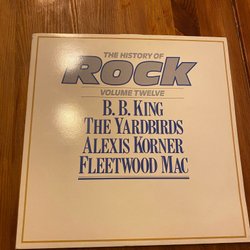 THE HISTORY OF
Rock
VOLUME TWELVE
B. B. KING
THE YARDBIRDS
ALEXIS KORNER
FLEETWOOD MAC